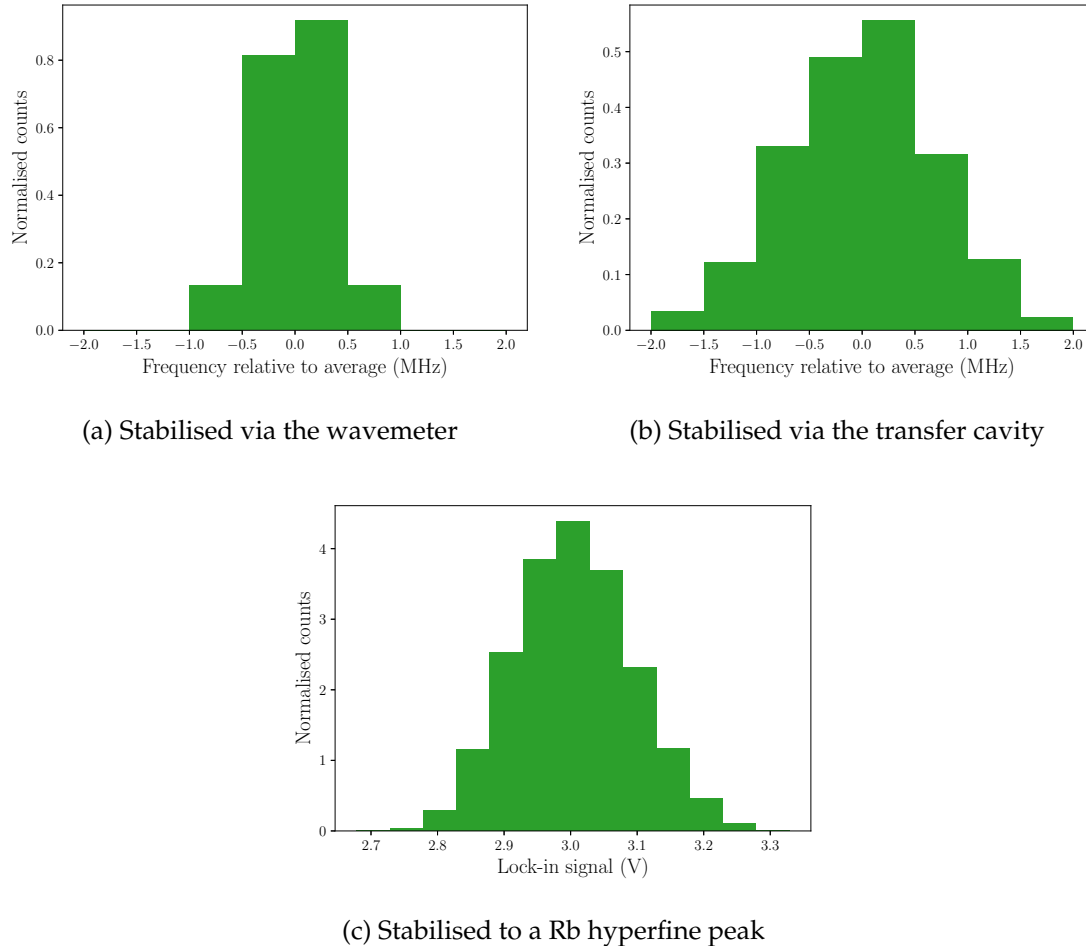 0.8
0.6
0.4
0.2
0.0
Normalised counts
−2.0 −1.5 −1.0 −0.5 0.0 0.5 1.0 1.5 2.0
Frequency relative to average (MHz)
(a) Stabilised via the wavemeter
0.5
0.4
0.3
0.2
0.1
0.0
Normalised counts
−2.0 −1.5 −1.0 −0.5 0.0 0.5 1.0 1.5 2.0
Frequency relative to average (MHz)
(b) Stabilised via the transfer cavity
4
3
2
1
0
Normalised counts
2.7 2.8 2.9 3.0 3.1 3.2 3.3
Lock-in signal (V)
(c) Stabilised to a Rb hyperfine peak